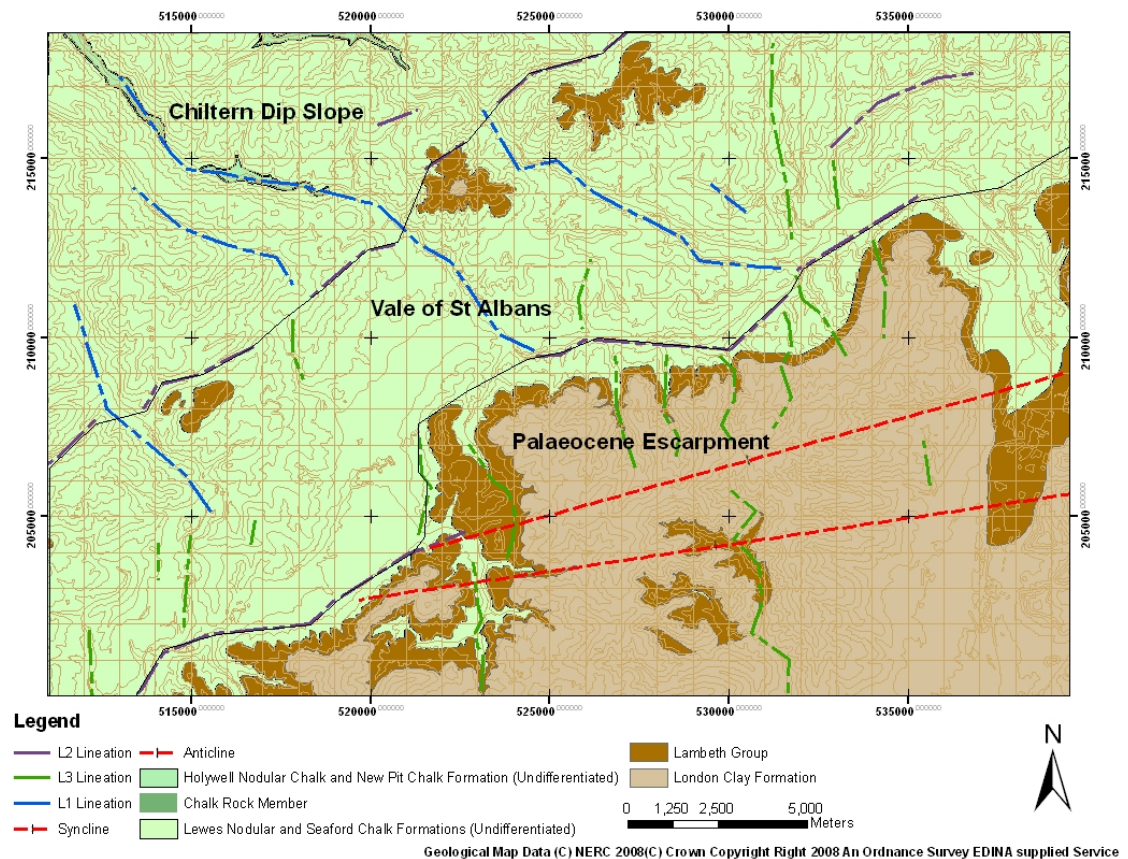 515000 520000 525000 530000 535000
215000 215000
210000 210000
205000 205000
Chiltern Dip Slope
Vale of St Albans
Palaeocene Escarpment
515000 520000 525000 530000 535000
Legend
L2 Lineation
L3 Lineation
L1 Lineation
Syncline
Anticline
Holywell Nodular Chalk and New Pit Chalk Formation (Undifferentiated)
Chalk Rock Member
Lewes Nodular and Seaford Chalk Formations (Undifferentiated)
Lambeth Group
London Clay Formation
0 1,250 2,500 5,000
Meters
N
Geological Map Data (C) NERC 2008(C) Crown Copyright Right 2008 An Ordnance Survey EDINA supplied Service